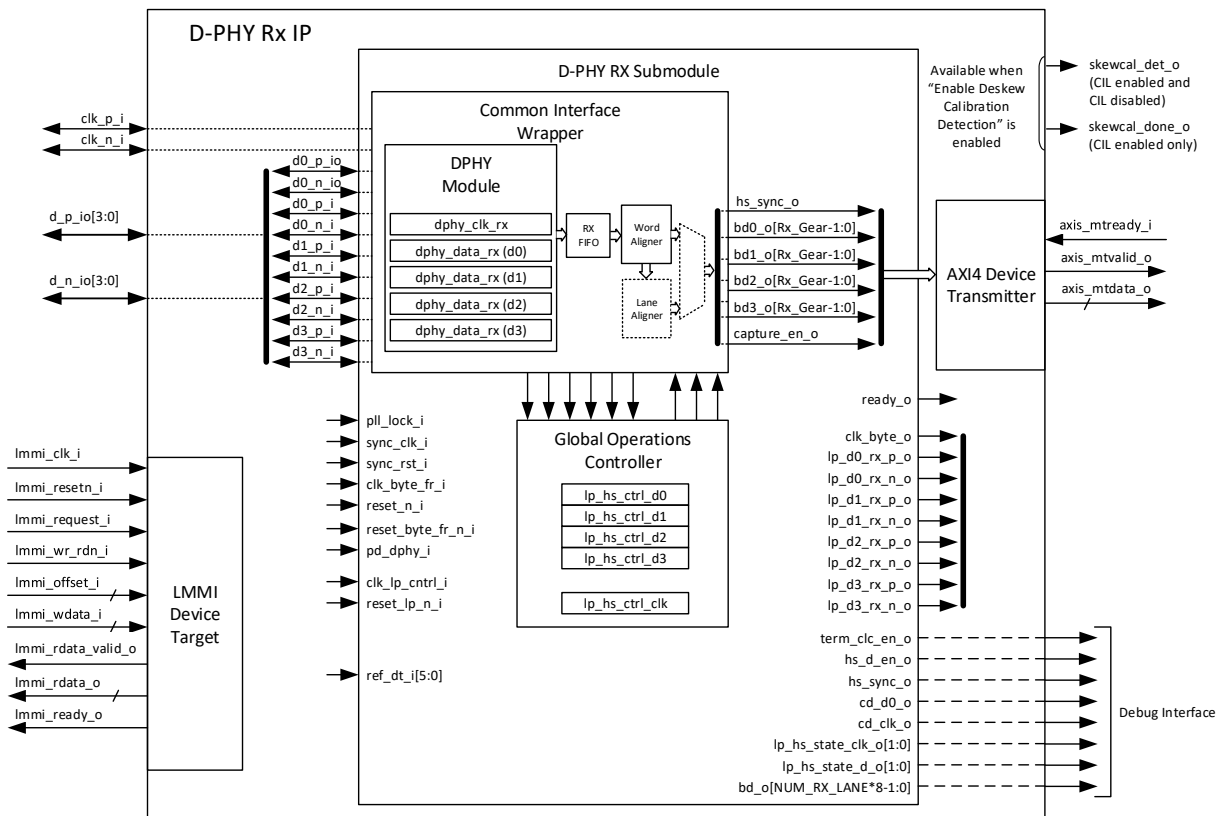 D-PHY Rx IP
D-PHY RX Submodule
Available when
“Enable Deskew
Calibration
Detection” is
enabled
skewcal_det_o
(CIL enabled and
CIL disabled)
skewcal_done_o
(CIL enabled only)
Common Interface
Wrapper
clk_p_i
clk_n_i
d_p_io[3:0]
d_n_io[3:0]
d0_p_io
d0_n_io
d0_p_i
d0_n_i
d1_p_i
d1_n_i
d2_p_i
d2_n_i
d3_p_i
d3_n_i
DPHY
Module
dphy_clk_rx
dphy_data_rx (d0)
dphy_data_rx (d1)
dphy_data_rx (d2)
dphy_data_rx (d3)
RX
FIFO
Word
Aligner
Lane
Aligner
hs_sync_o
bd0_o[Rx_Gear-1:0]
bd1_o[Rx_Gear-1:0]
bd2_o[Rx_Gear-1:0]
bd3_o[Rx_Gear-1:0]
capture_en_o
AXI4 Device
Transmitter
axis_mtready_i
axis_mtvalid_o
axis_mtdata_o
lmmi_clk_i
lmmi_resetn_i
lmmi_request_i
lmmi_wr_rdn_i
lmmi_offset_i
lmmi_wdata_i
lmmi_rdata_valid_o
lmmi_rdata_o
lmmi_ready_o
LMMI
Device
Target
pll_lock_i
sync_clk_i
sync_rst_i
clk_byte_fr_i
reset_n_i
reset_byte_fr_n_i
pd_dphy_i
clk_lp_cntrl_i
reset_lp_n_i
ref_dt_i[5:0]
Global Operations
Controller
lp_hs_ctrl_d0
lp_hs_ctrl_d1
lp_hs_ctrl_d2
lp_hs_ctrl_d3
lp_hs_ctrl_clk
ready_o
clk_byte_o
lp_d0_rx_p_o
lp_d0_rx_n_o
lp_d1_rx_p_o
lp_d1_rx_n_o
lp_d2_rx_p_o
lp_d2_rx_n_o
lp_d3_rx_p_o
lp_d3_rx_n_o
term_clc_en_o
hs_d_en_o
hs_sync_o
cd_d0_o
cd_clk_o
lp_hs_state_clk_o[1:0]
lp_hs_state_d_o[1:0]
bd_o[NUM_RX_LANE*8-1:0]
Debug Interface